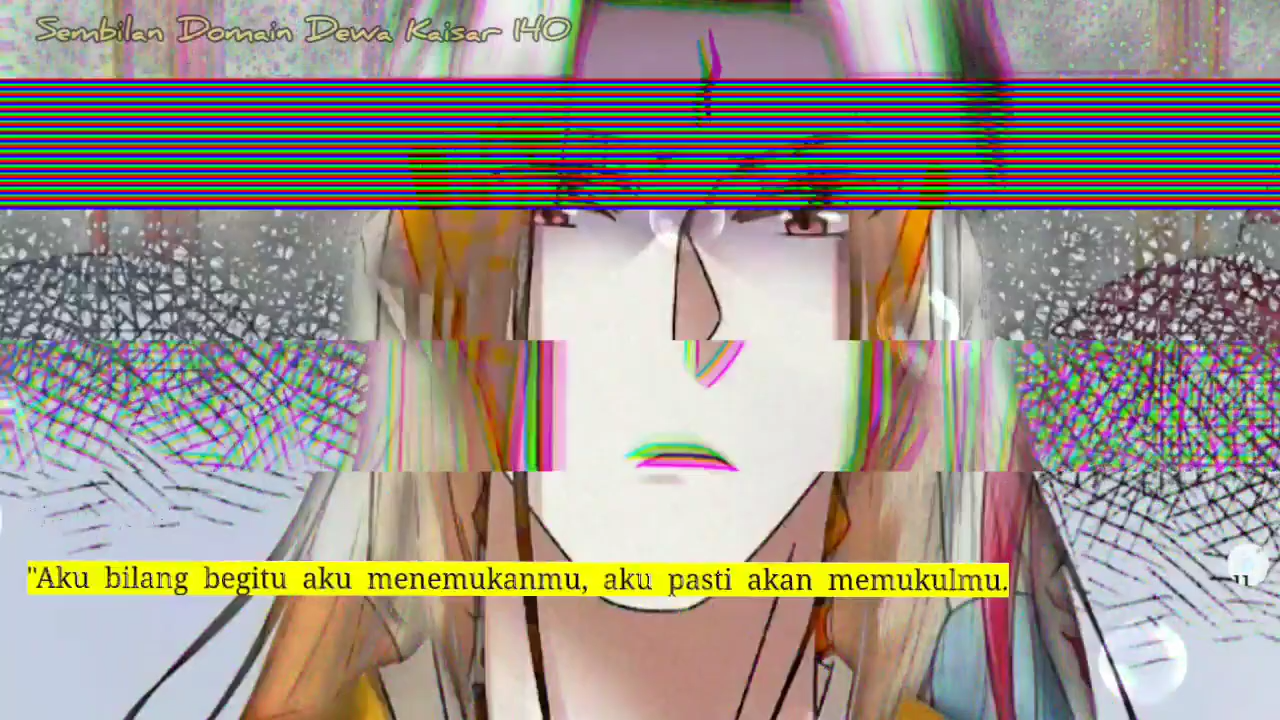 Sembilan Domain Dewa Kaisar 140
"Aku bilang begitu aku menemukanmu, aku pasti akan memukulmu.